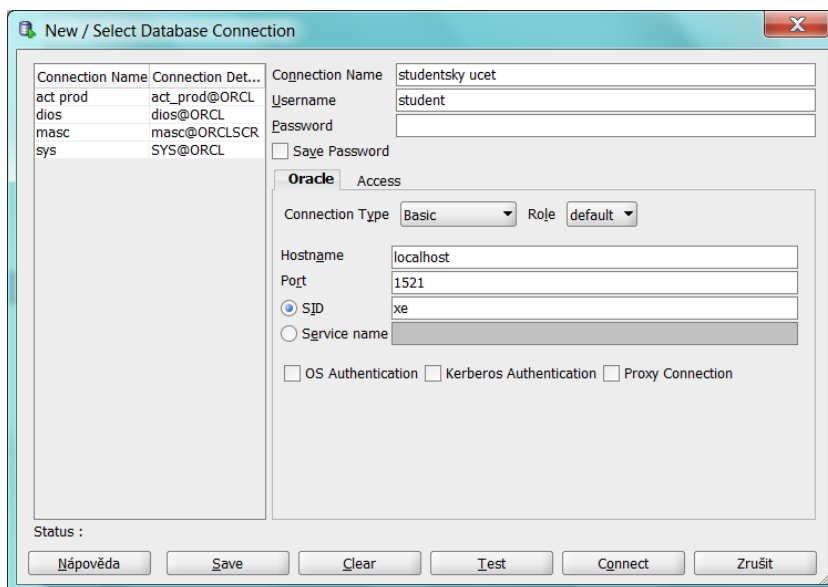 New / Select Database Connection
Connection Name Connection Det...
act prod act_prod@ORCL
dios dios@ORCL
masc masc@ORCLSCR
sys SYS@ORCL
Connection Name studentsky ucet
Username student
Password
Save Password
Oracle Access
Connection Type Basic Role default
Hostname localhost
Port 1521
SID xe
Service name
OS Authentication Kerberos Authentication Proxy Connection
Status :
Nápověda Save Clear Test Connect Zrušit